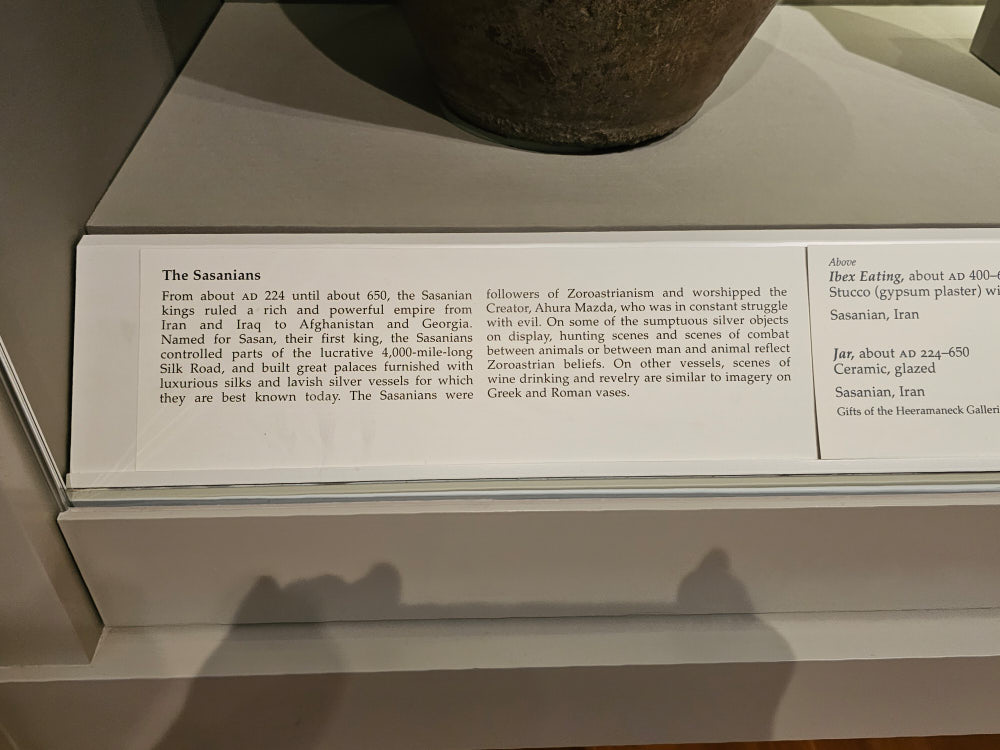 The Sasanians
From about AD 224 until about 650, the Sasanian
kings ruled a rich and powerful empire from
Iran and Iraq to Afghanistan and Georgia.
Named for Sasan, their first king, the Sasanians
controlled parts of the lucrative 4,000-mile-long
Silk Road, and built great palaces furnished with
luxurious silks and lavish silver vessels for which
they are best known today. The Sasanians were
followers of Zoroastrianism and worshipped the
Creator, Ahura Mazda, who was in constant struggle
with evil. On some of the sumptuous silver objects
on display, hunting scenes and scenes of combat
between animals or between man and animal reflect
Zoroastrian beliefs. On other vessels, scenes of
wine drinking and revelry are similar to imagery on
Greek and Roman vases.
Above
Ibex Eating, about AD 400–
Stucco (gypsum plaster)
Sasanian, Iran
Jar, about AD 224–650
Ceramic, glazed
Sasanian, Iran
Gifts of the Heeramaneck